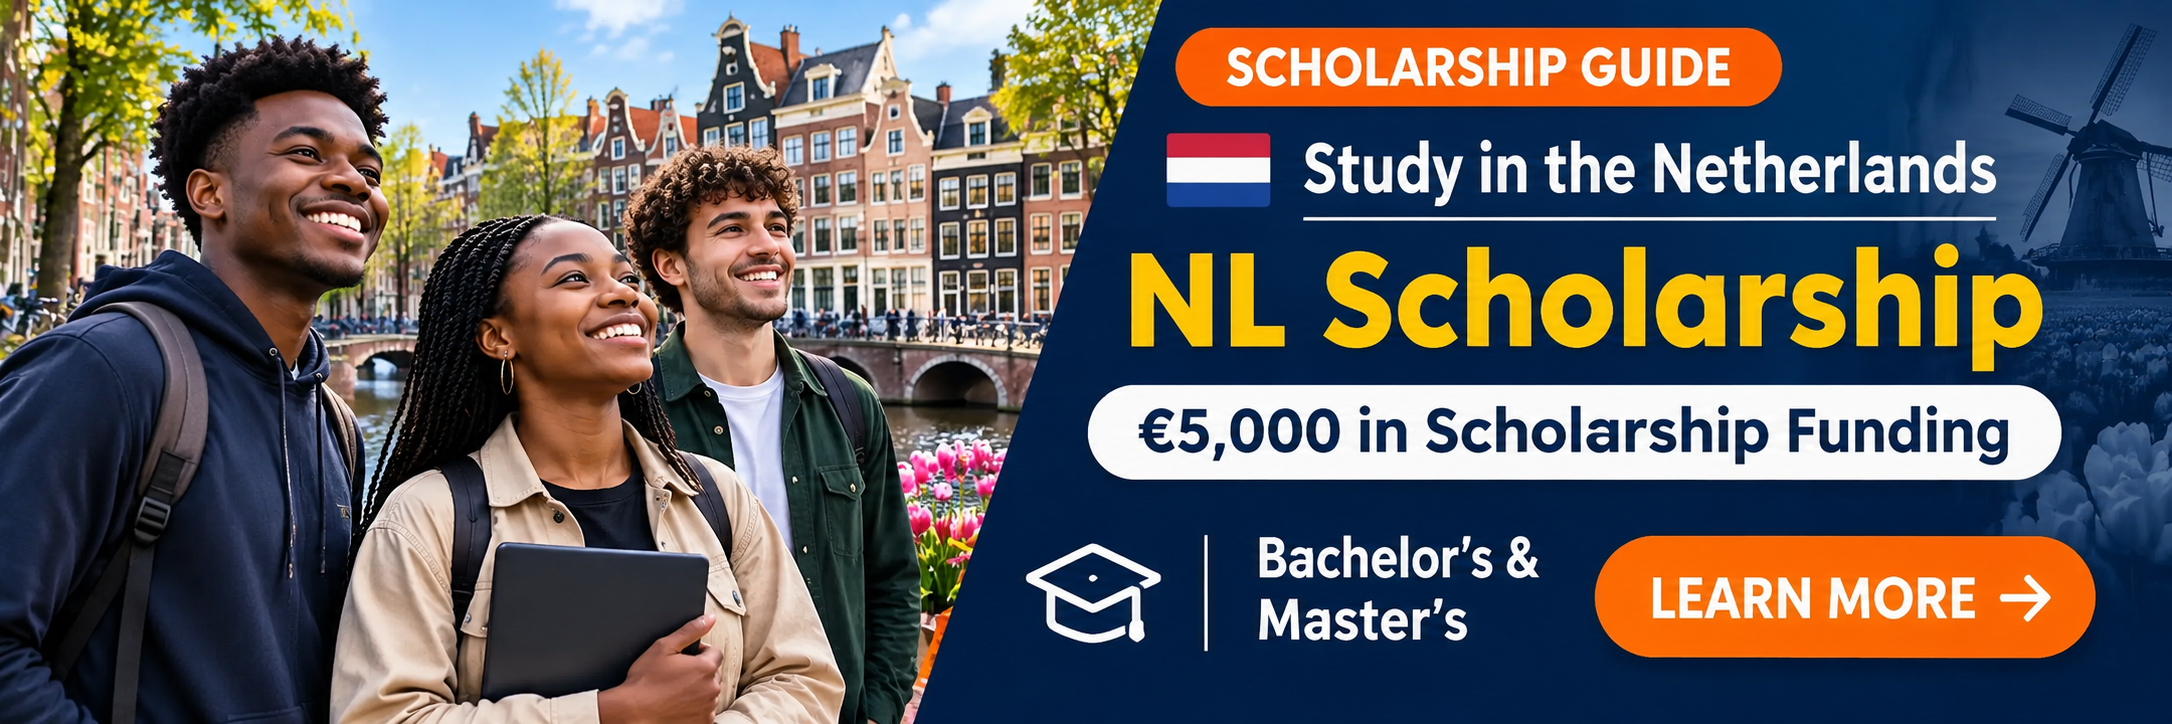 SCHOLARSHIP GUIDE
Study in the Netherlands
NL Scholarship
€5,000 in Scholarship Funding
Bachelor's &
Master's
LEARN MORE →